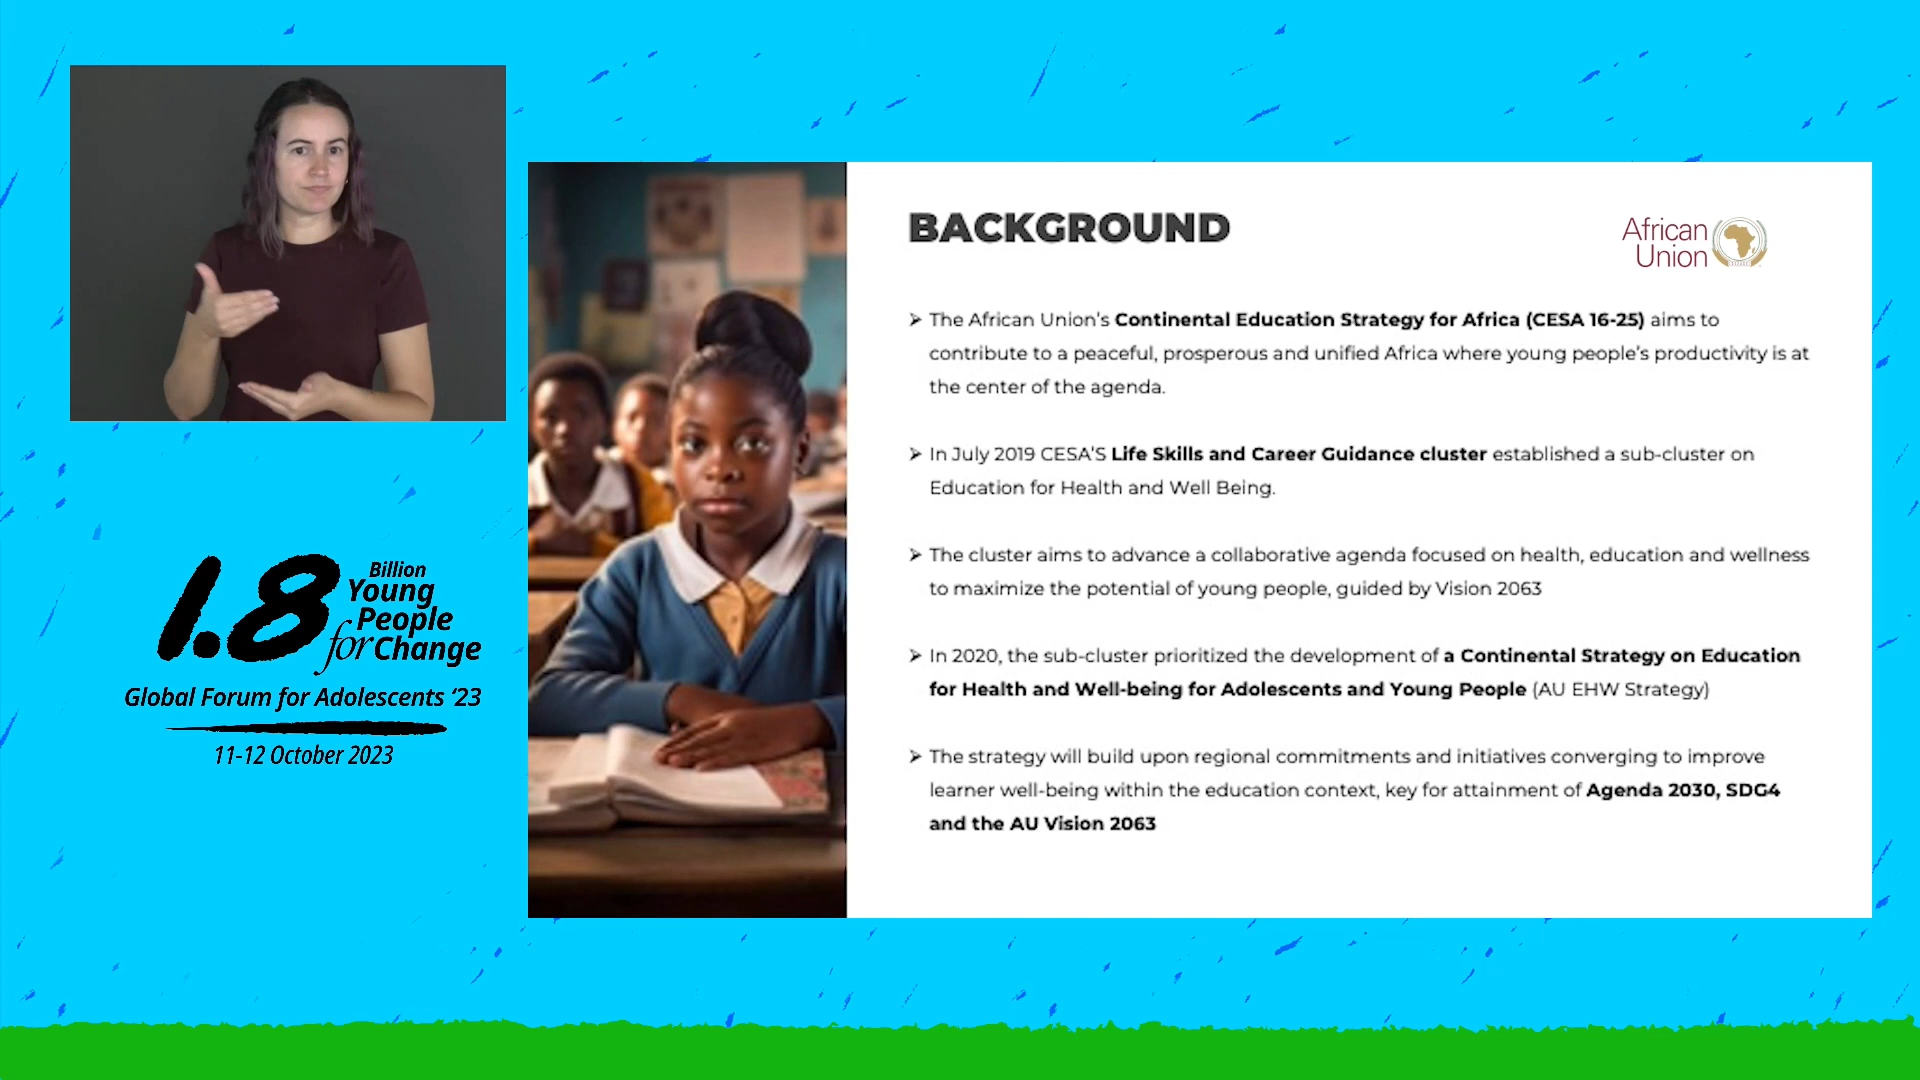 1.8 Billion
Young
People
for Change
Global Forum for Adolescents ‘23
11-12 October 2023
BACKGROUND
African
Union
➢ The African Union’s Continental Education Strategy for Africa (CESA 16-25) aims to
contribute to a peaceful, prosperous and unified Africa where young people’s productivity is at
the center of the agenda.
➢ In July 2019 CESA’S Life Skills and Career Guidance cluster established a sub-cluster on
Education for Health and Well Being.
➢ The cluster aims to advance a collaborative agenda focused on health, education and wellness
to maximize the potential of young people, guided by Vision 2063
➢ In 2020, the sub-cluster prioritized the development of a Continental Strategy on Education
for Health and Well-being for Adolescents and Young People (AU EHW Strategy)
➢ The strategy will build upon regional commitments and initiatives converging to improve
learner well-being within the education context, key for attainment of Agenda 2030, SDG4
and the AU Vision 2063